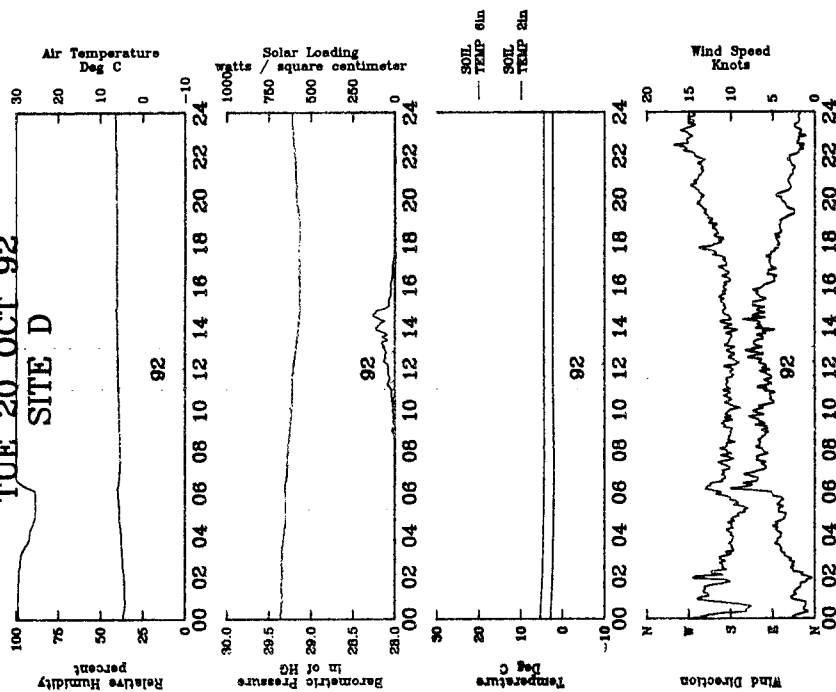 TUE 20 OCT 92
SITE D
Relative Humidity
percent
100 75 50 25 0
Air Temperature
Deg C
30 20 10 0 -10
92
00 02 04 06 08 10 12 14 16 18 20 22 24
Barometric Pressure
in of HG
30.0 29.5 29.0 28.5 28.0
Solar Loading
watts / square centimeter
1000 750 500 250 0
92
00 02 04 06 08 10 12 14 16 18 20 22 24
Temperature
Deg C
30 20 10 0 -10
SOIL
TEMP 6in
SOIL
TEMP 2in
92
00 02 04 06 08 10 12 14 16 18 20 22 24
Wind Direction
N W S E N
Wind Speed
Knots
20 15 10 5 0
92
00 02 04 06 08 10 12 14 16 18 20 22 24